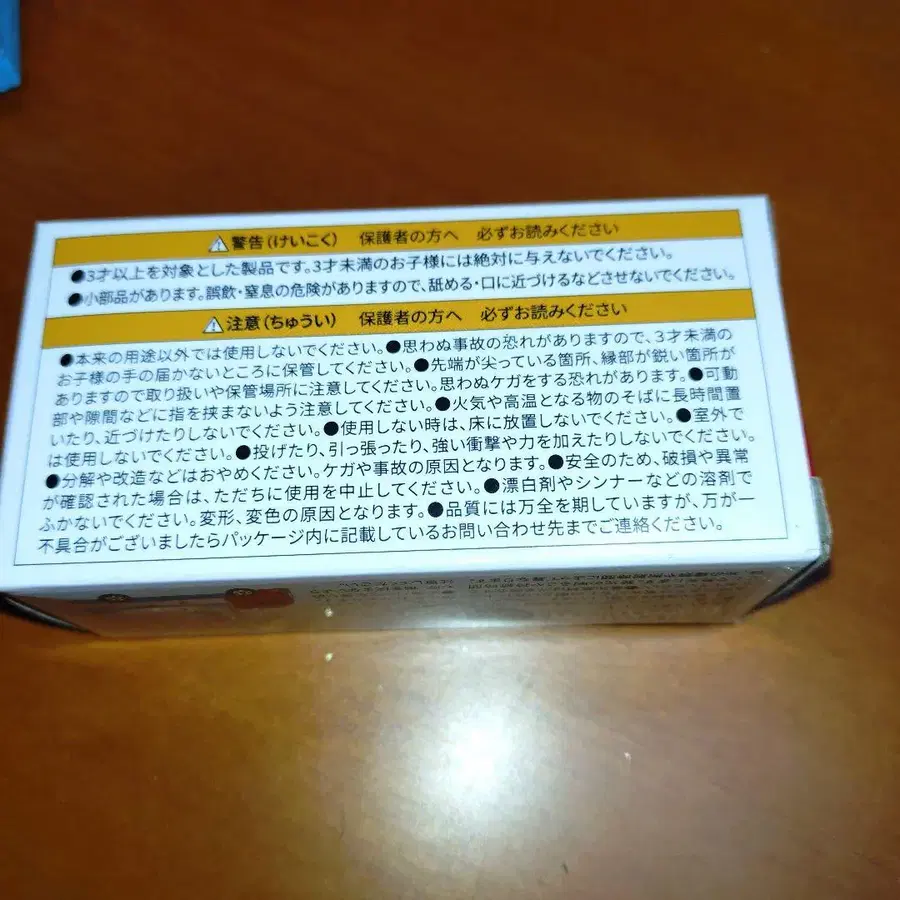 ⚠警告(けいこく) 保護者の方へ 必ずお読みください
●3才以上を対象とした製品です。3才未満のお子様には絶対に与えないでください。
●小部品があります。誤飲・窒息の危険がありますので、舐める・口に近づけるなどさせないでください。
⚠注意(ちゅうい) 保護者の方へ 必ずお読みください
●本来の用途以外では使用しないでください。●思わぬ事故の恐れがありますので、3才未満の
お子様の手の届かないところに保管してください。●先端が尖っている箇所、縁部が鋭い箇所が
ありますので取り扱いや保管場所に注意してください。思わぬケガをする恐れがあります。●可動
部や隙間などに指を挟まないよう注意してください。●火気や高温となる物のそばに長時間置
いたり、近づけたりしないでください。●使用しない時は、床に放置しないでください。●室外で
は使用しないでください。●投げたり、引っ張ったり、強い衝撃や力を加えたりしないでください。
●分解や改造などはおやめください。ケガや事故の原因となります。●安全のため、破損や異常
が確認された場合は、ただちに使用を中止してください。●漂白剤やシンナーなどの溶剤で
ふかないでください。変形、変色の原因となります。●品質には万全を期していますが、万が一
不具合がございましたらパッケージ内に記載しているお問い合わせ先までご連絡ください。